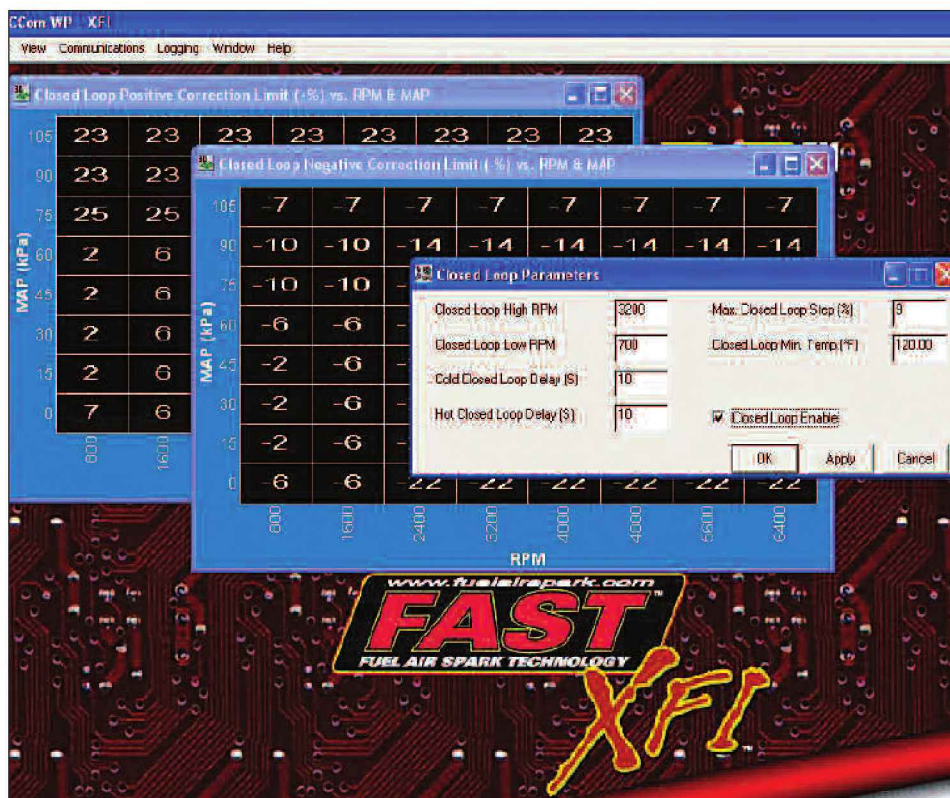 CCom WP - XFI
View Communications Logging Window Help
Closed Loop Positive Correction Limit (+%) vs. RPM & MAP
105 23 23 23 23 23 23 23 23
90 23 23
75 25 25
60 2 6
45 2 6
30 2 6
15 2 6
0 7 6
MAP (kPa)
800 1600
Closed Loop Negative Correction Limit (-%) vs. RPM & MAP
105 -7 -7 -7 -7 -7 -7 -7 -7
90 -10 -10 -14 -14 -14 -14 -14 -14
75 -10 -10
60 -6 -6
45 -2 -6
30 -2 -6
15 -2 -6
0 -6 -6 -22 -22 -22 -22 -22 -22
MAP (kPa)
800 1600 2400 3200 4000 4000 5600 6400
RPM
Closed Loop Parameters
Closed Loop High RPM 3200 Max. Closed Loop Step (%) 9
Closed Loop Low RPM 700 Closed Loop Min. Temp (°F) 120.00
Cold Closed Loop Delay (S) 10
Hot Closed Loop Delay (S) 10 Closed Loop Enable
OK Apply Cancel
www.fuelairspark.com
FAST™
FUEL AIR SPARK TECHNOLOGY
XFI™